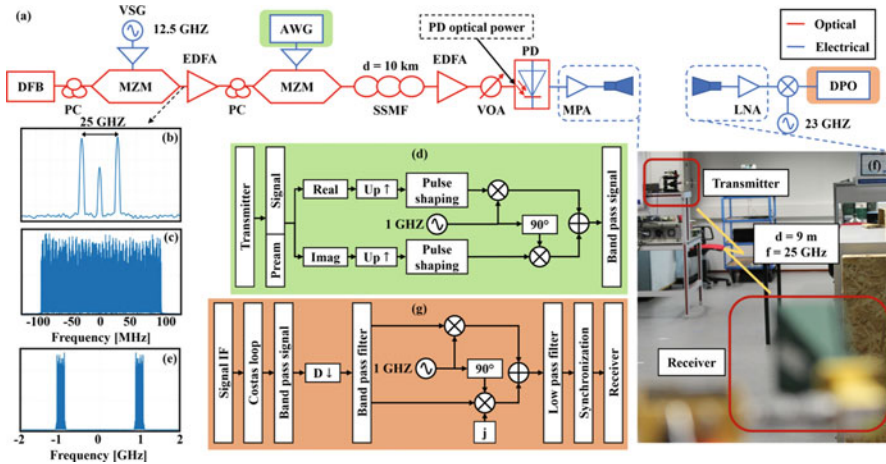 (a)
VSG
12.5 GHZ
AWG
PD optical power
PD
Optical
Electrical
DFB
PC
MZM
EDFA
PC
MZM
d = 10 km
SSMF
EDFA
VOA
MPA
LNA
DPO
23 GHZ
25 GHZ
(b)
(c)
-100 -50 0 50 100
Frequency [MHz]
(e)
-2 -1 0 1 2
Frequency [GHz]
(d)
Transmitter
Signal
Pream
Real
Up ↑
Pulse
shaping
1 GHZ
90°
Imag
Up ↑
Pulse
shaping
Band pass signal
(g)
Signal IF
Costas loop
Band pass signal
D ↓
Band pass filter
1 GHZ
90°
j
Low pass filter
Synchronization
Receiver
(f)
Transmitter
d = 9 m
f = 25 GHz
Receiver